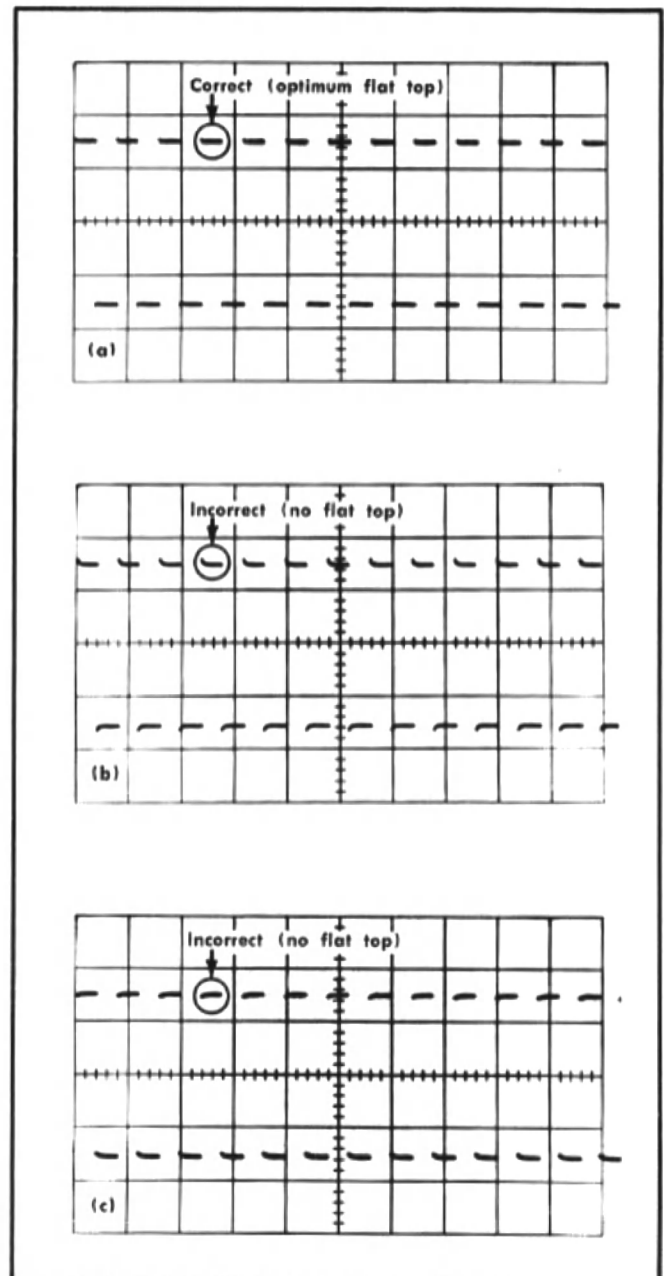 Correct (optimum flat top)
(a)
Incorrect (no flat top)
(b)
Incorrect (no flat top)
(c)